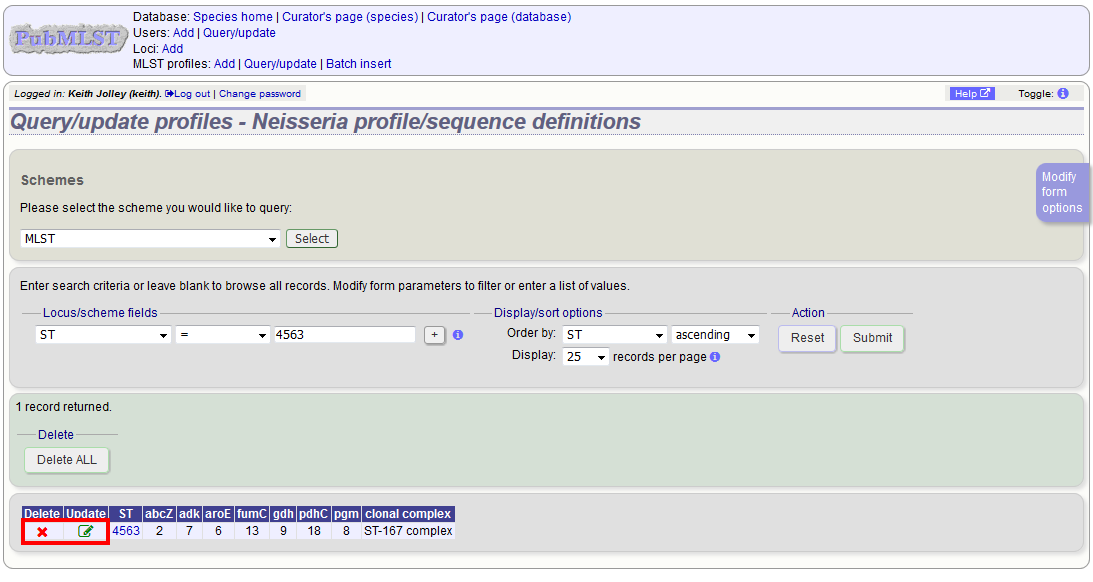 PubMLST
Database: Species home | Curator's page (species) | Curator's page (database)
Users: Add | Query/update
Loci: Add
MLST profiles: Add | Query/update | Batch insert
Logged in: Keith Jolley (keith). Log out | Change password
Help
Toggle:
Query/update profiles - Neisseria profile/sequence definitions
Modify
form
options
Schemes
Please select the scheme you would like to query:
MLST Select
Enter search criteria or leave blank to browse all records. Modify form parameters to filter or enter a list of values.
Locus/scheme fields Display/sort options Action
ST = 4563 + Order by: ST ascending Reset Submit
Display: 25 records per page
1 record returned.
Delete
Delete ALL
Delete Update ST abcZ adk aroE fumC gdh pdhC pgm clonal complex
4563 2 7 6 13 9 18 8 ST-167 complex